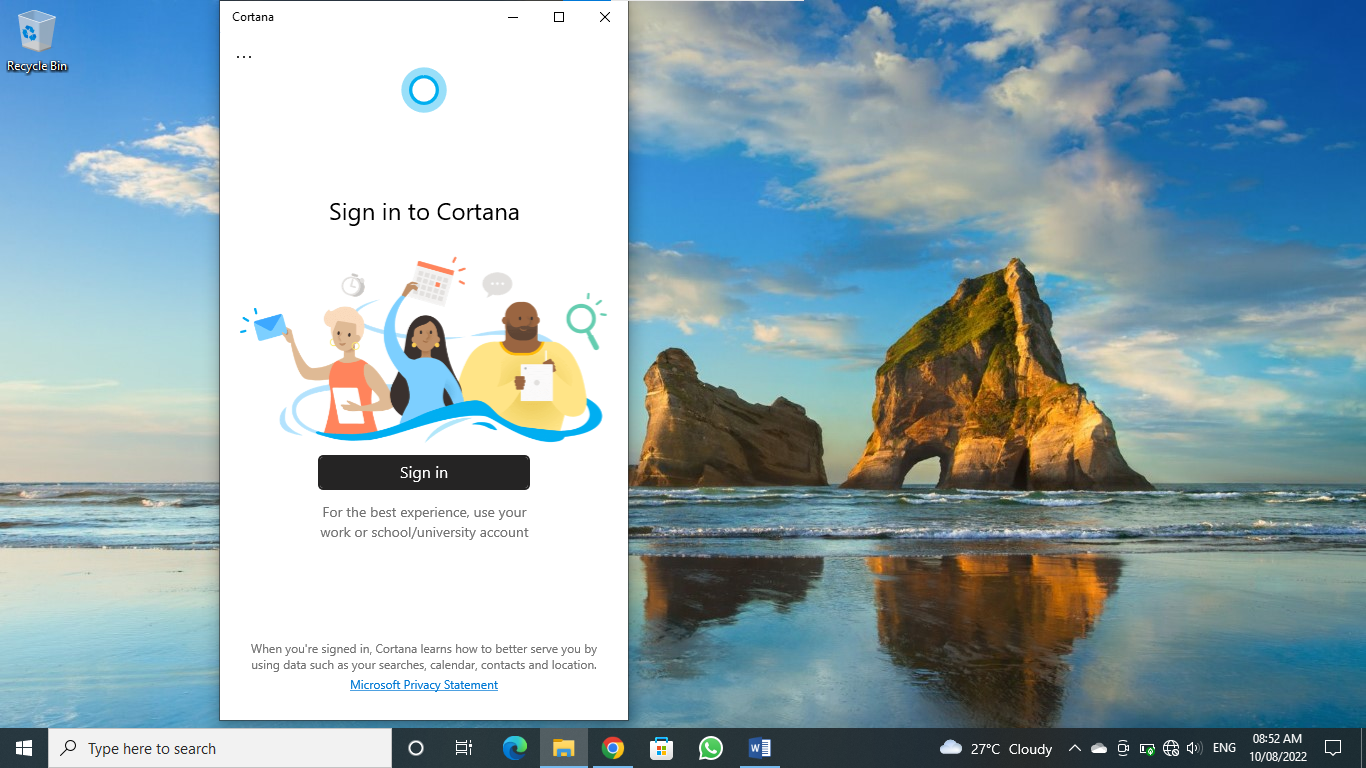 Recycle Bin
Cortana
...
Sign in to Cortana
Sign in
For the best experience, use your
work or school/university account
When you're signed in, Cortana learns how to better serve you by
using data such as your searches, calendar, contacts and location.
Microsoft Privacy Statement
Type here to search
27°C Cloudy
ENG
08:52 AM
10/08/2022